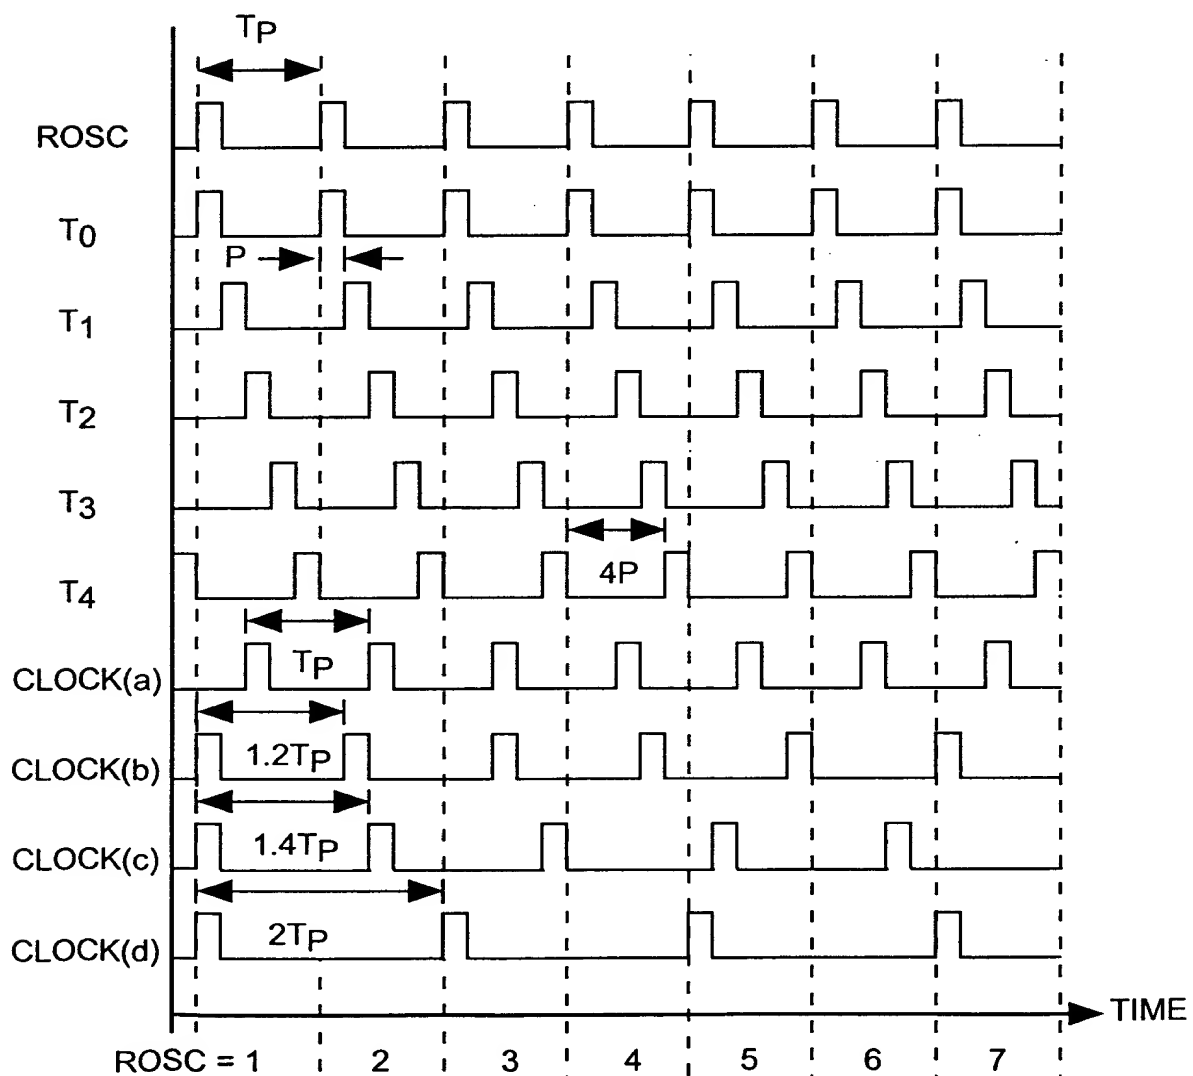 TP
ROSC
T0
P
T1
T2
T3
4P
T4
TP
CLOCK(a)
1.2TP
CLOCK(b)
1.4TP
CLOCK(c)
2TP
CLOCK(d)
TIME
ROSC = 1 2 3 4 5 6 7